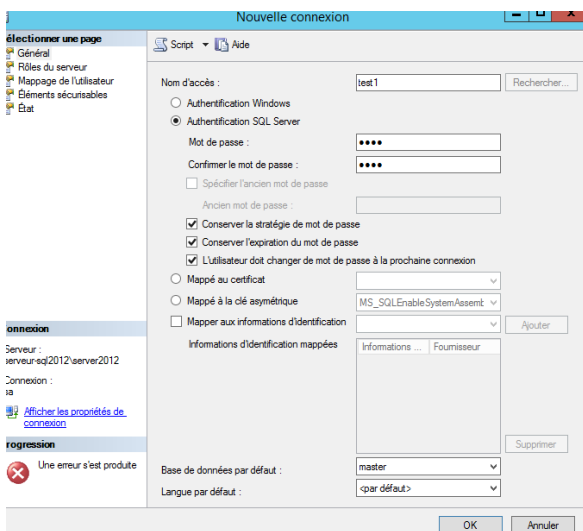 Nouvelle connexion
électionner une page
Général
Rôles du serveur
Mappage de l'utilisateur
Éléments sécurisables
État
Script Aide
Nom d'accès : test1 Rechercher...
Authentification Windows
Authentification SQL Server
Mot de passe : ••••
Confirmer le mot de passe : ••••
Spécifier l'ancien mot de passe
Ancien mot de passe :
Conserver la stratégie de mot de passe
Conserver l'expiration du mot de passe
L'utilisateur doit changer de mot de passe à la prochaine connexion
Mappé au certificat
Mappé à la clé asymétrique MS_SQLEnableSystemAssemt
Mapper aux informations d'identification Ajouter
Informations d'identification mappées Informations ... Fournisseur
Supprimer
onnexion
Serveur :
serveur-sql2012\server2012
Connexion :
sa
Afficher les propriétés de
connexion
rogression
Une erreur s'est produite
Base de données par défaut : master
Langue par défaut : <par défaut>
OK Annuler